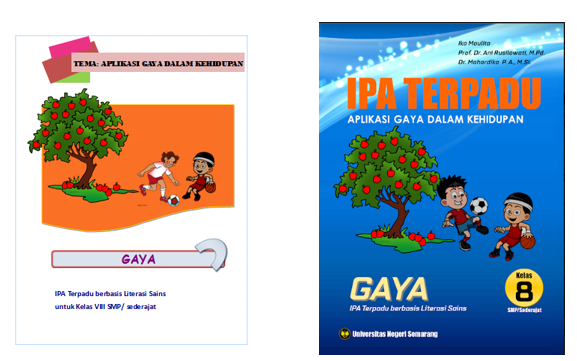 TEMA: APLIKASI GAYA DALAM KEHIDUPAN
GAYA
IPA Terpadu berbasis Literasi Sains
untuk Kelas VIII SMP/ sederajat
Ika Maulita
Prof. Dr. Ani Rusilowati, M.Pd.
Dr. Mahardika P. A., M.Si.
IPA TERPADU
APLIKASI GAYA DALAM KEHIDUPAN
GAYA
IPA Terpadu berbasis Literasi Sains
Kelas
8
SMP/Sederajat
Universitas Negeri Semarang